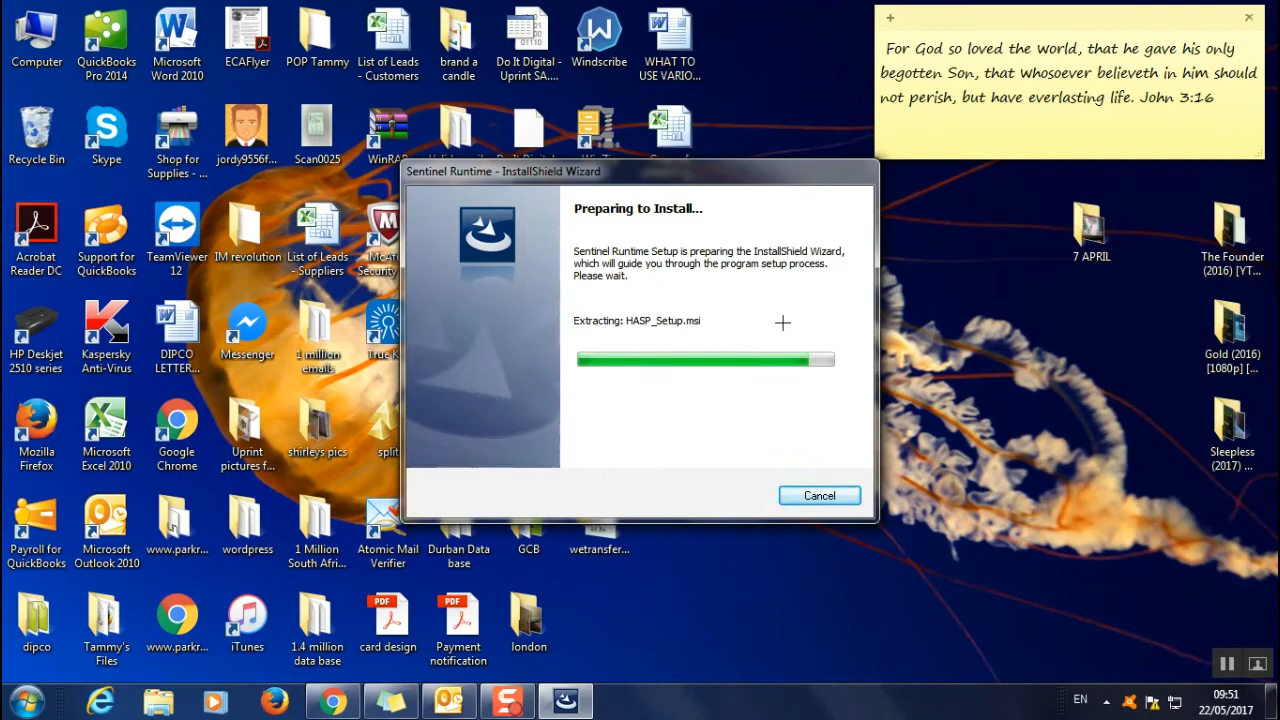 Computer
QuickBooks
Pro 2014
Microsoft
Word 2010
ECAFlyer
POP Tammy
List of Leads
- Customers
brand a
candle
Do It Digital -
Uprint SA....
Windscribe
WHAT TO
USE VARIO...
For God so loved the world, that he gave his only
begotten Son, that whosoever believeth in him should
not perish, but have everlasting life. John 3:16
Recycle Bin
Skype
Shop for
Supplies - ...
jordy9556f...
Scan0025
WinRAR
Sentinel Runtime - InstallShield Wizard
Preparing to Install...
Sentinel Runtime Setup is preparing the InstallShield Wizard,
which will guide you through the program setup process.
Please wait.
Extracting: HASP_Setup.msi
Cancel
Acrobat
Reader DC
Support for
QuickBooks
TeamViewer
12
IM revolution
List of Leads
- Suppliers
7 APRIL
The Founder
(2016) [YT...
HP Deskjet
2510 series
Kaspersky
Anti-Virus
DIPCO
LETTER...
Messenger
1 million
emails
True K
Gold (2016)
[1080p] [...
Mozilla
Firefox
Microsoft
Excel 2010
Google
Chrome
Uprint
pictures f...
shirleys pics
split
Sleepless
(2017) ...
Payroll for
QuickBooks
Microsoft
Outlook 2010
www.parkr...
wordpress
1 Million
South Afri...
Atomic Mail
Verifier
Durban Data
base
GCB
wetransfer...
dipco
Tammy's
Files
www.parkr...
iTunes
1.4 million
data base
PDF
card design
PDF
Payment
notification
london
EN
09:51
22/05/2017